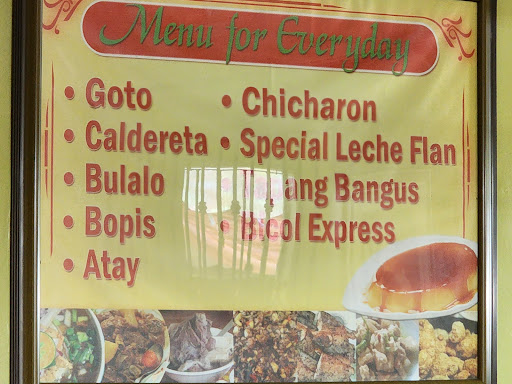 Menu for Everyday
• Goto
• Caldereta
• Bulalo
• Bopis
• Atay
• Chicharon
• Special Leche Flan
• Bangus
• Bicol Express